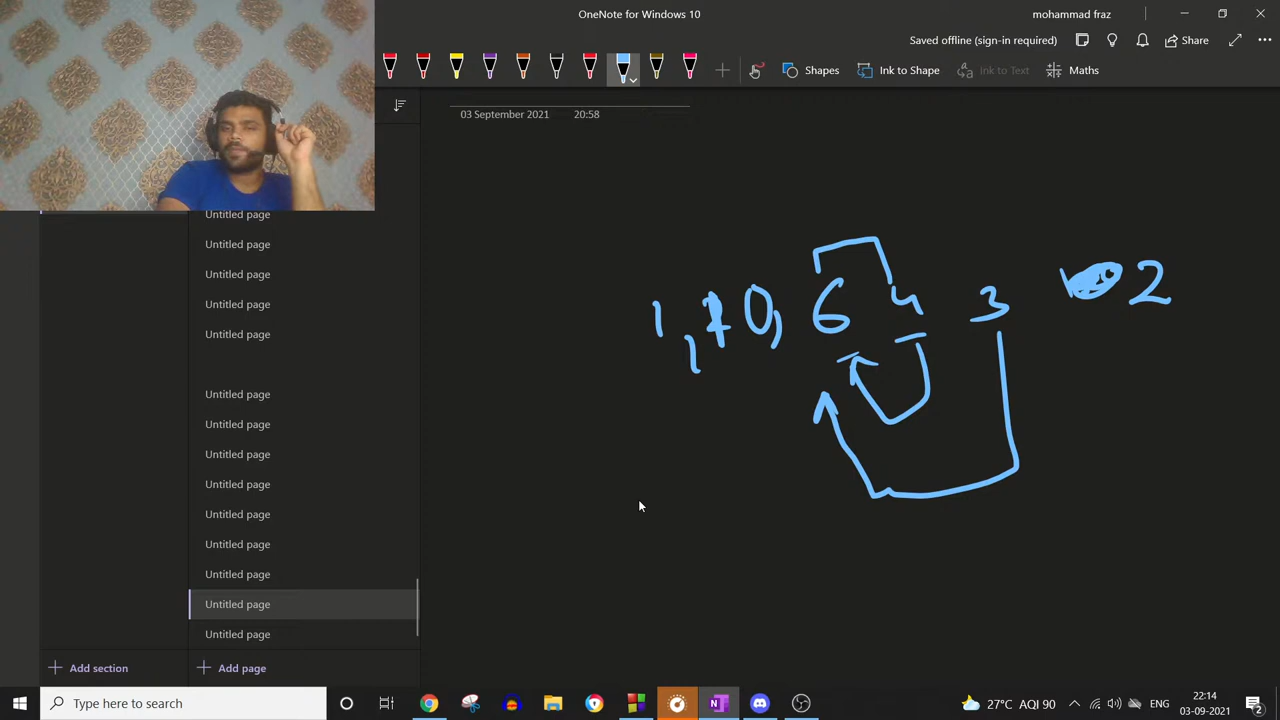 OneNote for Windows 10
mohammad fraz
Saved offline (sign-in required)
Share
Shapes
Ink to Shape
Ink to Text
Maths
03 September 2021 20:58
Untitled page
Untitled page
Untitled page
Untitled page
Untitled page
Untitled page
Untitled page
Untitled page
Untitled page
Untitled page
Untitled page
Untitled page
Untitled page
Untitled page
1, 10, 6 4 3 2
Add section
Add page
Type here to search
27°C AQI 90
ENG
22:14
03-09-2021
2